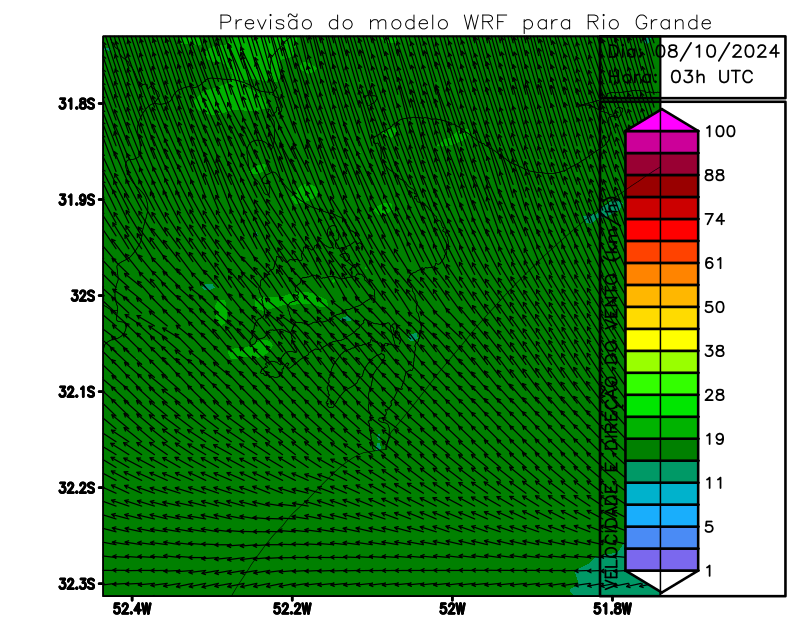 Previsão do modelo WRF para Rio Grande
Dia: 08/10/2024
Hora: 03h UTC
31.8S
31.9S
32S
32.1S
32.2S
32.3S
52.4W
52.2W
52W
51.8W
VELOCIDADE E DIREÇÃO DO VENTO (km/h)
100
88
74
61
50
38
28
19
11
5
1